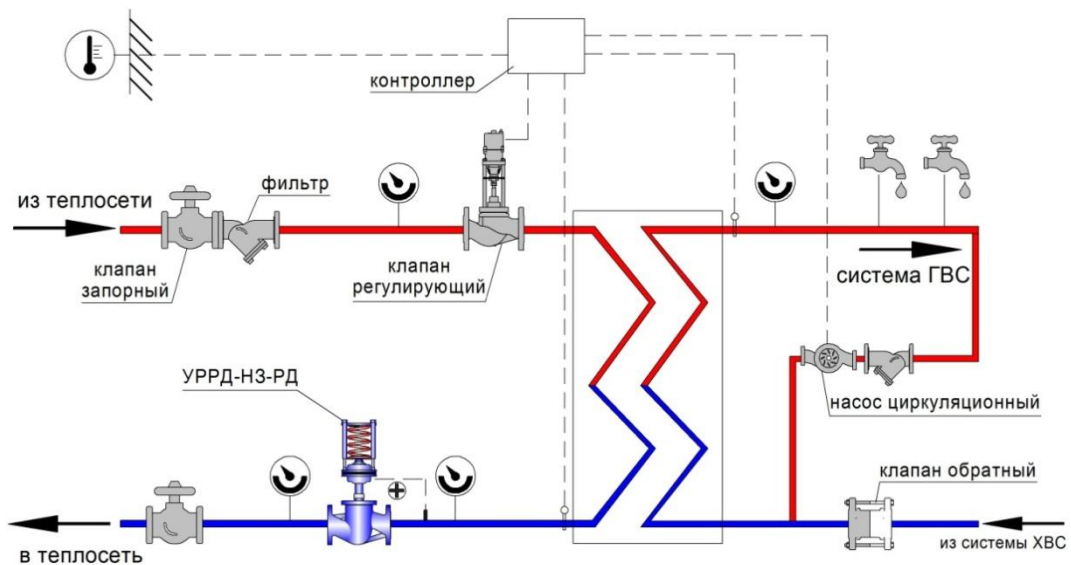 контроллер
из теплосети
фильтр
клапан
запорный
клапан
регулирующий
система ГВС
УРРД-НЗ-РД
насос циркуляционный
клапан обратный
в теплосеть
из системы ХВС